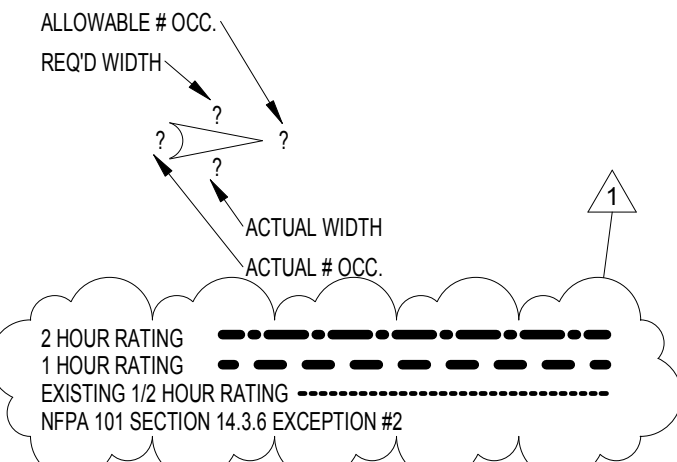 ALLOWABLE # OCC.
REQ'D WIDTH
?
? ?
?
ACTUAL WIDTH
ACTUAL # OCC.
1
2 HOUR RATING
1 HOUR RATING
EXISTING 1/2 HOUR RATING
NFPA 101 SECTION 14.3.6 EXCEPTION #2